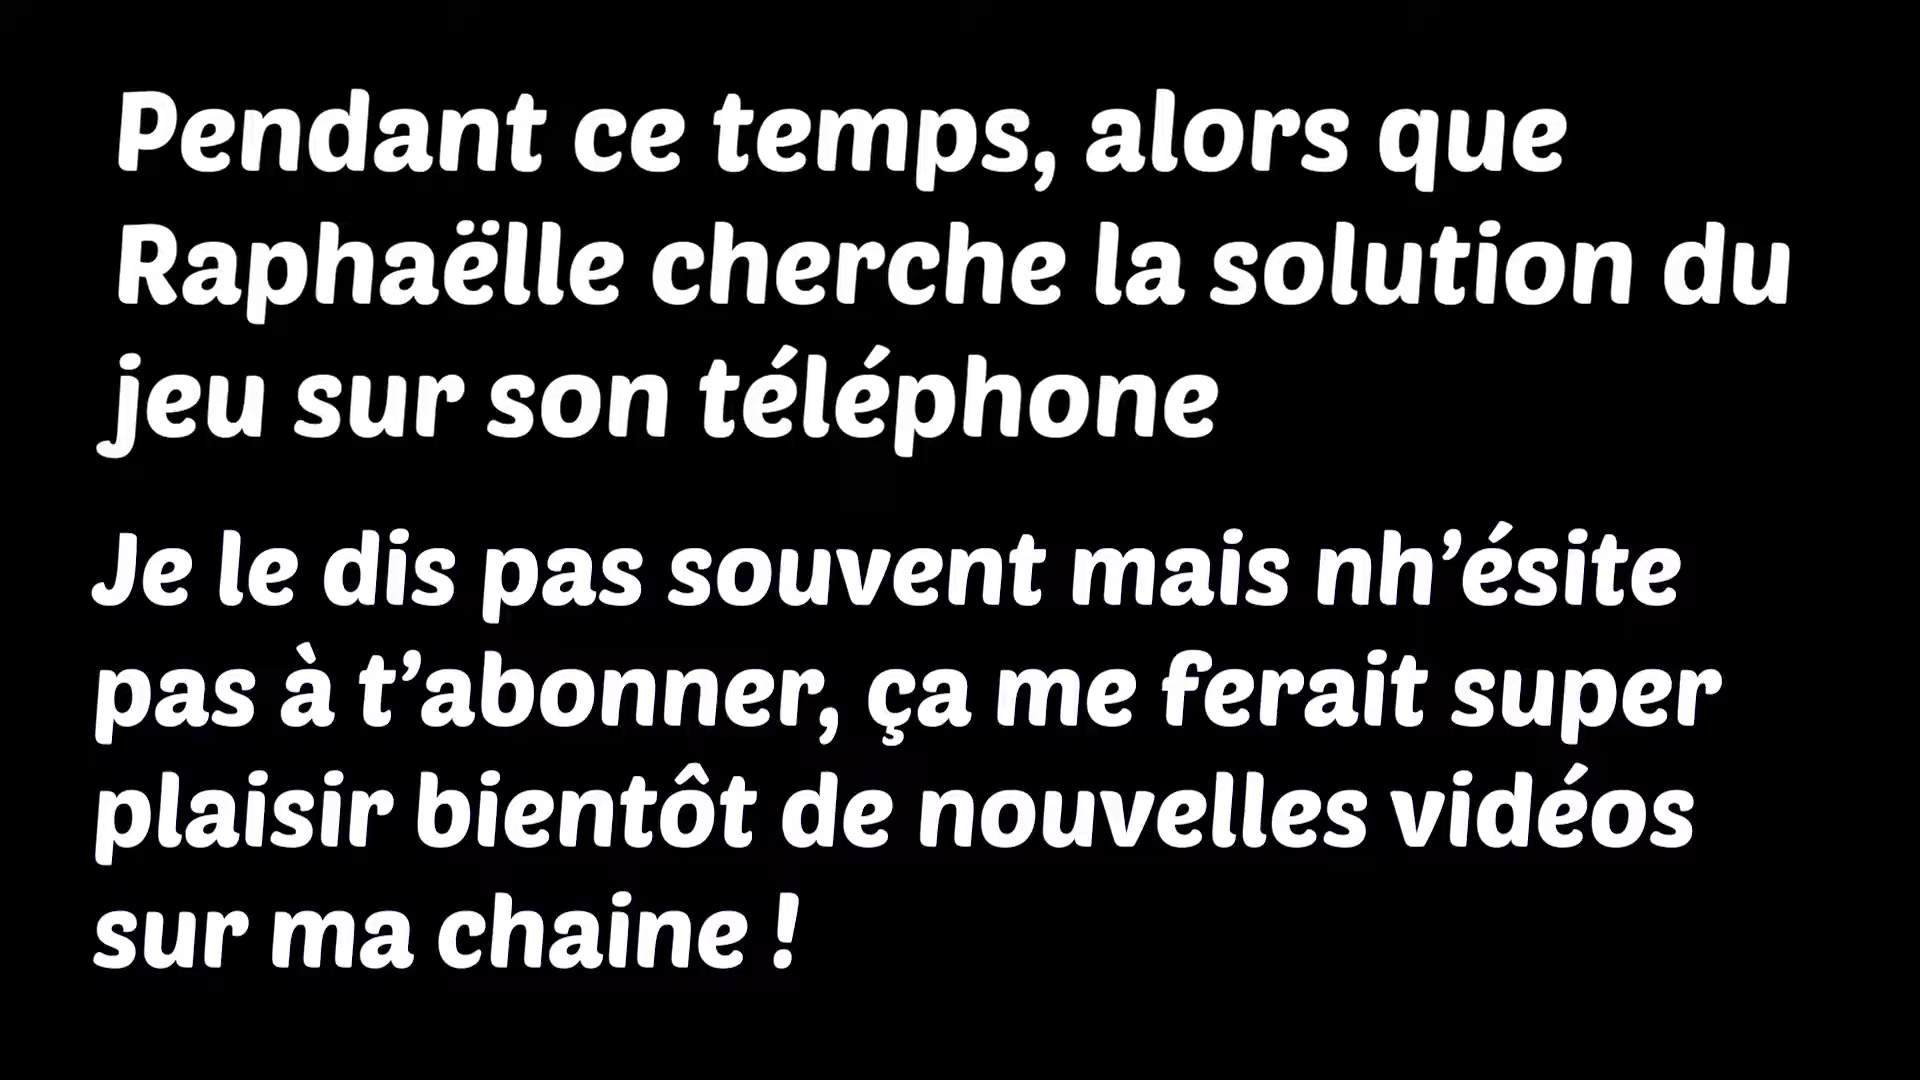 Pendant ce temps, alors que
Raphaëlle cherche la solution du
jeu sur son téléphone
Je le dis pas souvent mais nh’ésite
pas à t’abonner, ça me ferait super
plaisir bientôt de nouvelles vidéos
sur ma chaine !